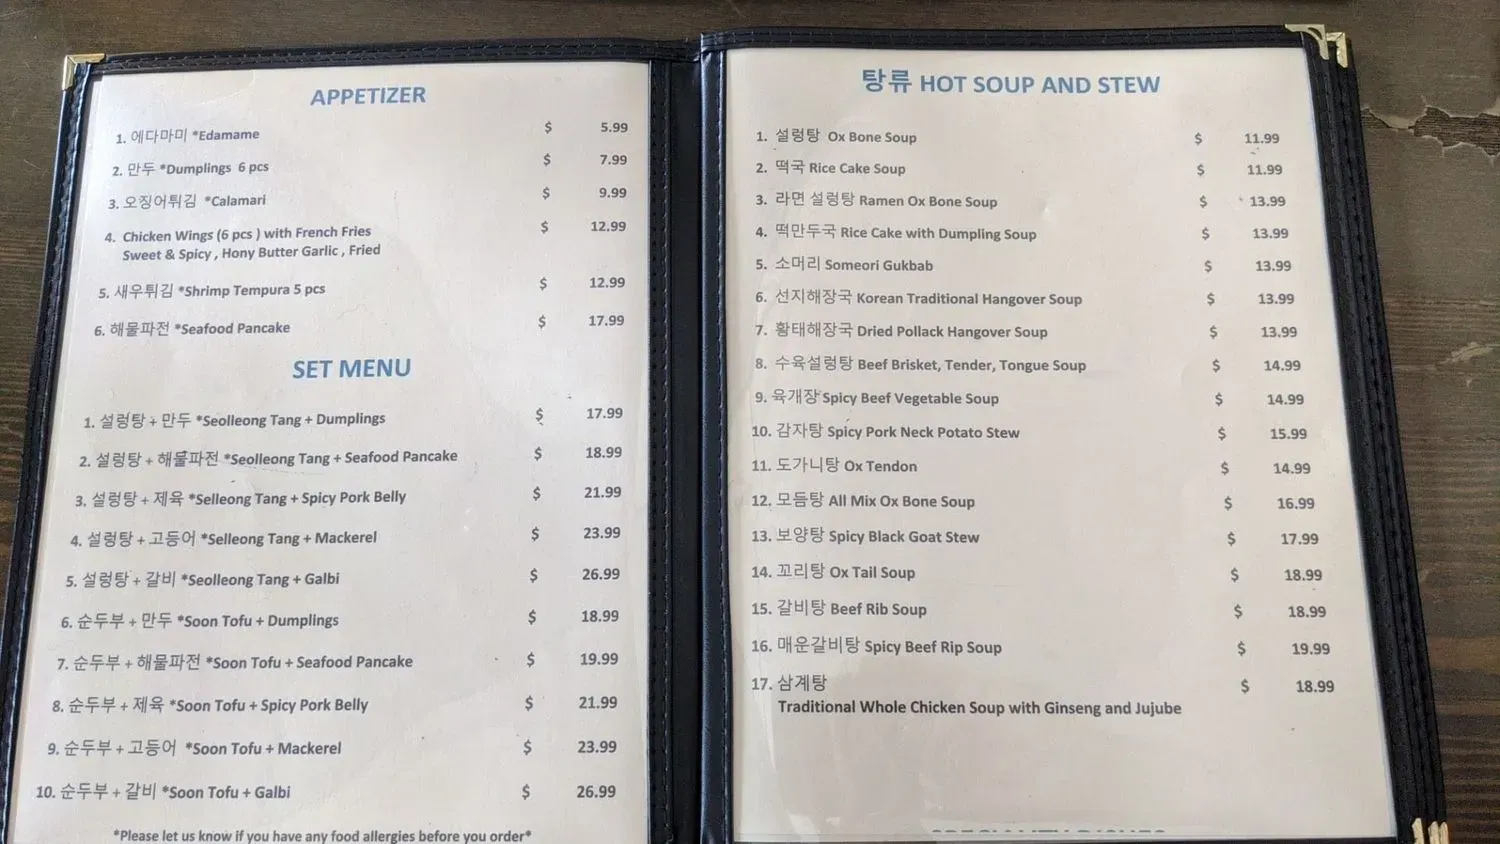 APPETIZER
1. 에다마미 *Edamame $ 5.99
2. 만두 *Dumplings 6 pcs $ 7.99
3. 오징어튀김 *Calamari $ 9.99
4. Chicken Wings (6 pcs ) with French Fries $ 12.99
Sweet & Spicy , Hony Butter Garlic , Fried
5. 새우튀김 *Shrimp Tempura 5 pcs $ 12.99
6. 해물파전 *Seafood Pancake $ 17.99
SET MENU
1. 설렁탕 + 만두 *Seolleong Tang + Dumplings $ 17.99
2. 설렁탕 + 해물파전 *Seolleong Tang + Seafood Pancake $ 18.99
3. 설렁탕 + 제육 *Selleong Tang + Spicy Pork Belly $ 21.99
4. 설렁탕 + 고등어 *Selleong Tang + Mackerel $ 23.99
5. 설렁탕 + 갈비 *Seolleong Tang + Galbi $ 26.99
6. 순두부 + 만두 *Soon Tofu + Dumplings $ 18.99
7. 순두부 + 해물파전 *Soon Tofu + Seafood Pancake $ 19.99
8. 순두부 + 제육 *Soon Tofu + Spicy Pork Belly $ 21.99
9. 순두부 + 고등어 *Soon Tofu + Mackerel $ 23.99
10. 순두부 + 갈비 *Soon Tofu + Galbi $ 26.99
*Please let us know if you have any food allergies before you order*
탕류 HOT SOUP AND STEW
1. 설렁탕 Ox Bone Soup $ 11.99
2. 떡국 Rice Cake Soup $ 11.99
3. 라면 설렁탕 Ramen Ox Bone Soup $ 13.99
4. 떡만두국 Rice Cake with Dumpling Soup $ 13.99
5. 소머리 Someori Gukbab $ 13.99
6. 선지해장국 Korean Traditional Hangover Soup $ 13.99
7. 황태해장국 Dried Pollack Hangover Soup $ 13.99
8. 수육설렁탕 Beef Brisket, Tender, Tongue Soup $ 14.99
9. 육개장 Spicy Beef Vegetable Soup $ 14.99
10. 감자탕 Spicy Pork Neck Potato Stew $ 15.99
11. 도가니탕 Ox Tendon $ 14.99
12. 모듬탕 All Mix Ox Bone Soup $ 16.99
13. 보양탕 Spicy Black Goat Stew $ 17.99
14. 꼬리탕 Ox Tail Soup $ 18.99
15. 갈비탕 Beef Rib Soup $ 18.99
16. 매운갈비탕 Spicy Beef Rip Soup $ 19.99
17. 삼계탕 $ 18.99
Traditional Whole Chicken Soup with Ginseng and Jujube